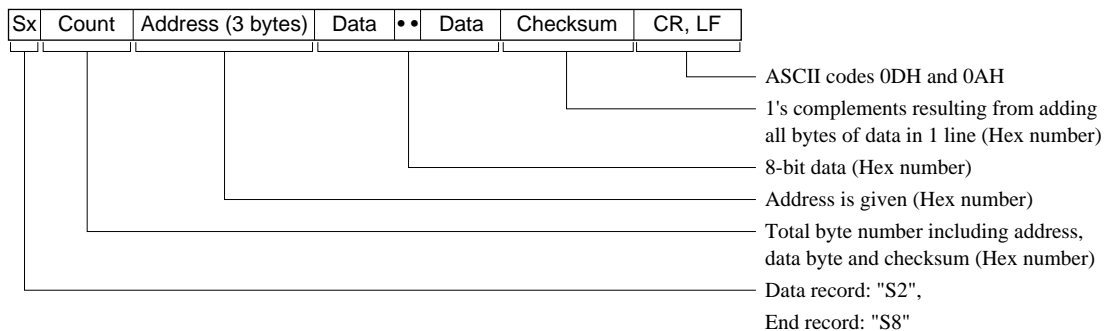 Sx Count Address (3 bytes) Data •• Data Checksum CR, LF
ASCII codes 0DH and 0AH
1's complements resulting from adding
all bytes of data in 1 line (Hex number)
8-bit data (Hex number)
Address is given (Hex number)
Total byte number including address,
data byte and checksum (Hex number)
Data record: "S2",
End record: "S8"